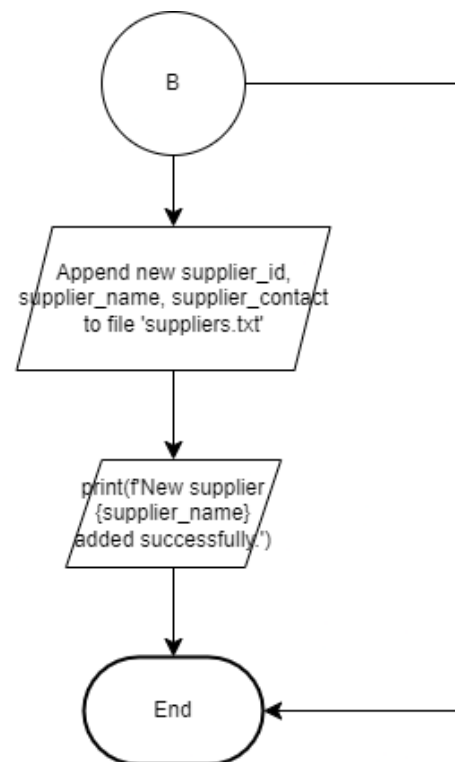 B
Append new supplier_id,
supplier_name, supplier_contact
to file 'suppliers.txt'
print(f'New supplier
{supplier_name}
added successfully.')
End